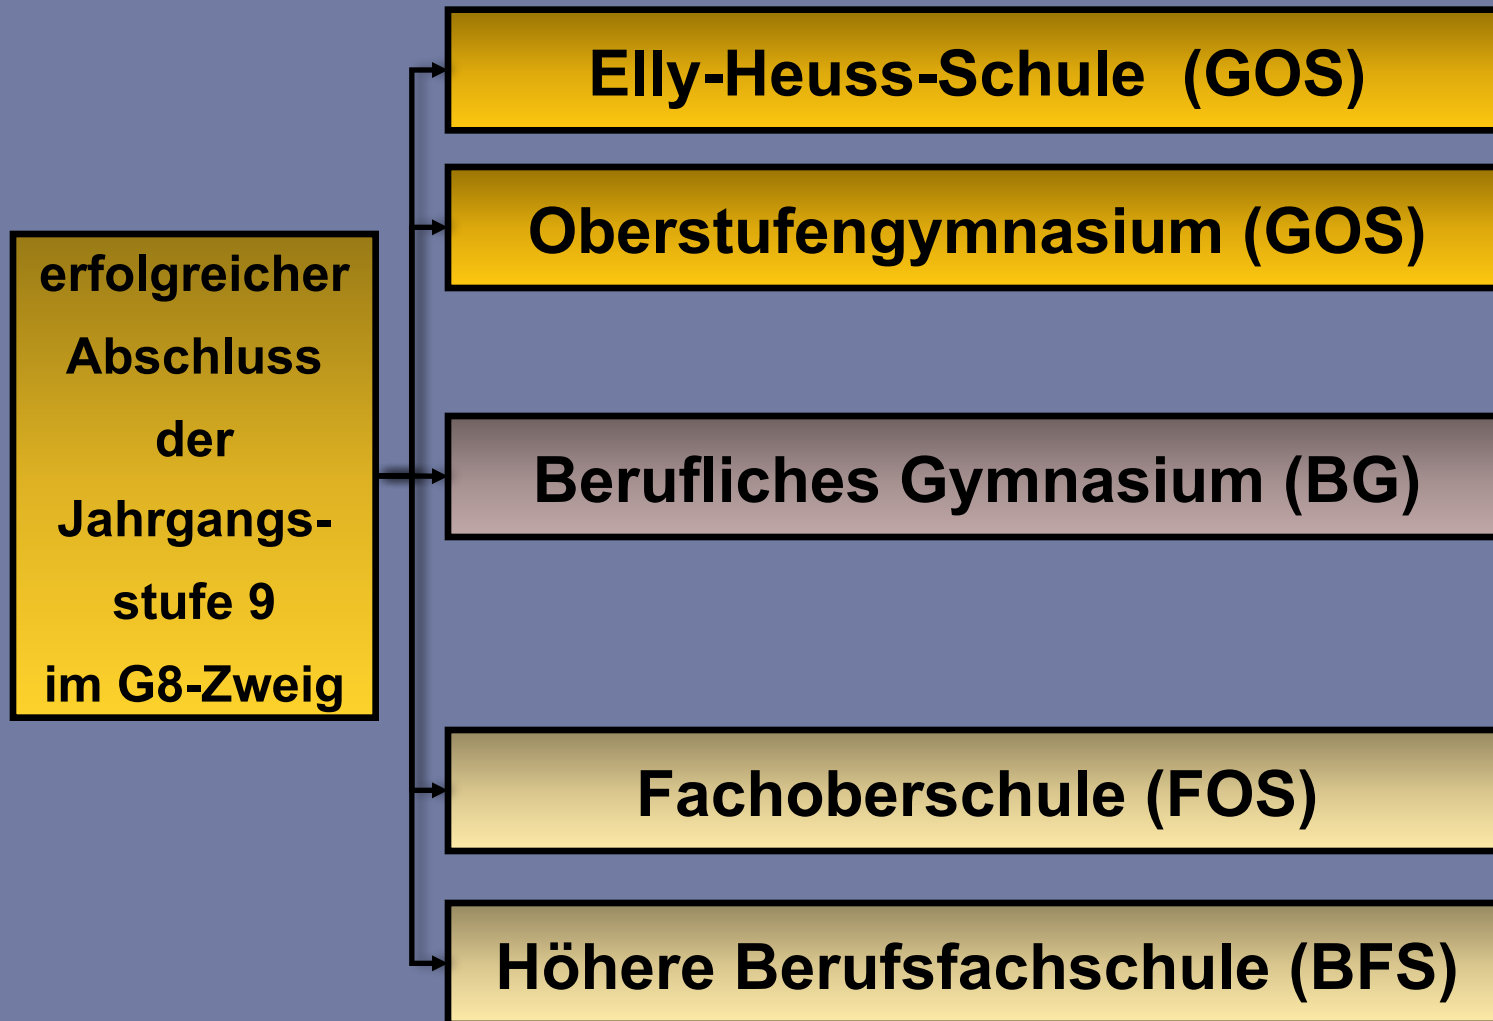 erfolgreicher
Abschluss
der
Jahrgangs-
stufe 9
im G8-Zweig
Elly-Heuss-Schule (GOS)
Oberstufengymnasium (GOS)
Berufliches Gymnasium (BG)
Fachoberschule (FOS)
Höhere Berufsfachschule (BFS)